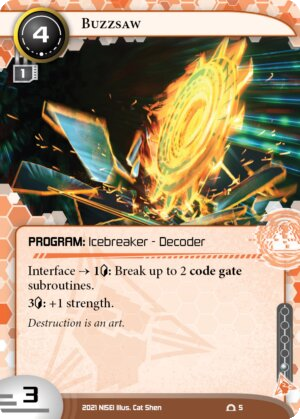 Buzzsaw
4
1
PROGRAM: Icebreaker - Decoder
Interface → 1: Break up to 2 code gate
subroutines.
3: +1 strength.
Destruction is an art.
3
2021 NISEI Illus. Cat Shen
5